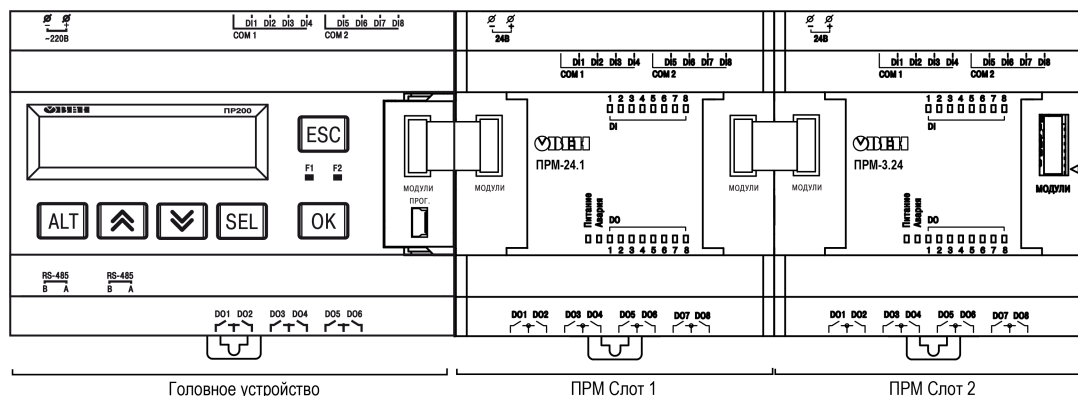 ~220В
- +
DI1 DI2 DI3 DI4
COM 1
DI5 DI6 DI7 DI8
COM 2
ОВЕН
ПР200
ESC
F1 F2
ALT
SEL
OK
МОДУЛИ
ПРОГ.
RS-485
B A
RS-485
B A
DO1 DO2 DO3 DO4 DO5 DO6
Головное устройство
- +
24В
DI1 DI2 DI3 DI4
COM 1
DI5 DI6 DI7 DI8
COM 2
1 2 3 4 5 6 7 8
DI
ОВЕН
ПРМ-24.1
МОДУЛИ
МОДУЛИ
Питание
Авария
DO
1 2 3 4 5 6 7 8
DO1 DO2 DO3 DO4 DO5 DO6 DO7 DO8
ПРМ Слот 1
- +
24В
DI1 DI2 DI3 DI4
COM 1
DI5 DI6 DI7 DI8
COM 2
1 2 3 4 5 6 7 8
DI
ОВЕН
ПРМ-3.24
МОДУЛИ
МОДУЛИ
Питание
Авария
DO
1 2 3 4 5 6 7 8
DO1 DO2 DO3 DO4 DO5 DO6 DO7 DO8
ПРМ Слот 2